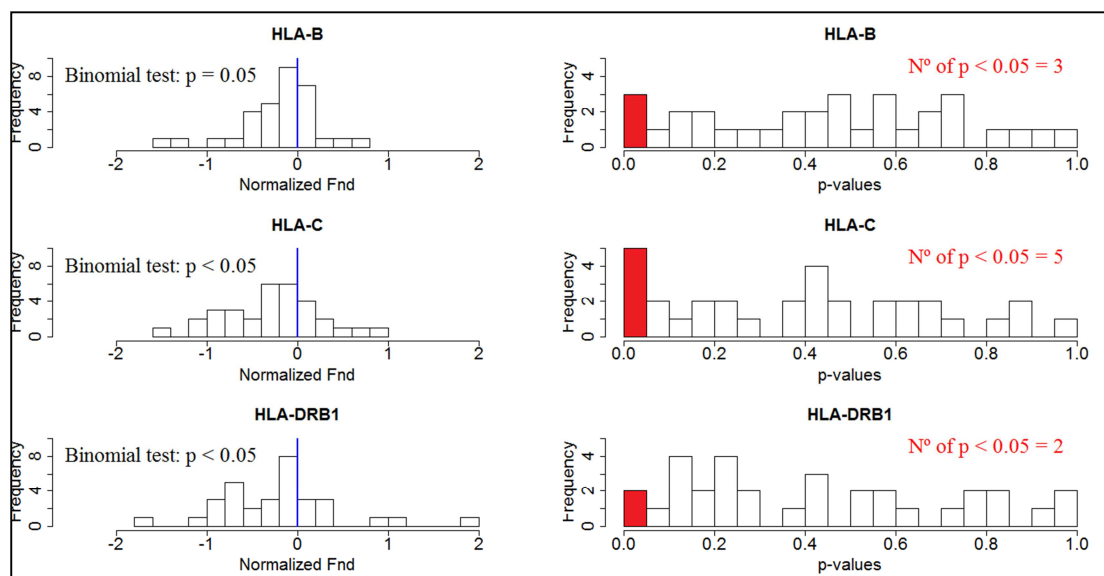 HLA-B
Binomial test: p = 0.05
Frequency
0 4 8
-2 -1 0 1 2
Normalized Fnd
HLA-B
Nº of p < 0.05 = 3
Frequency
0 2 4
0.0 0.2 0.4 0.6 0.8 1.0
p-values
HLA-C
Binomial test: p < 0.05
Frequency
0 4 8
-2 -1 0 1 2
Normalized Fnd
HLA-C
Nº of p < 0.05 = 5
Frequency
0 2 4
0.0 0.2 0.4 0.6 0.8 1.0
p-values
HLA-DRB1
Binomial test: p < 0.05
Frequency
0 4 8
-2 -1 0 1 2
Normalized Fnd
HLA-DRB1
Nº of p < 0.05 = 2
Frequency
0 2 4
0.0 0.2 0.4 0.6 0.8 1.0
p-values